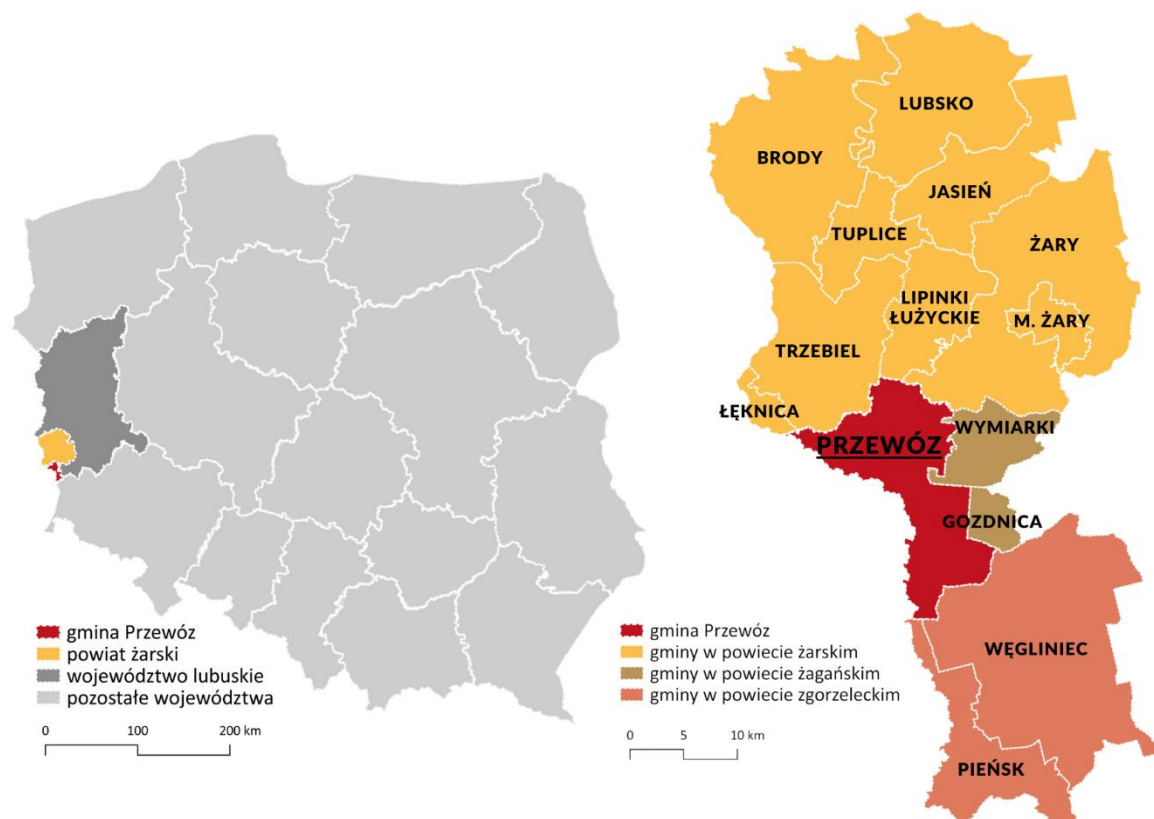 LUBSKO
BRODY
JASIEŃ
TUPLICE
ŻARY
LIPINKI
ŁUŻYCKIE
M. ŻARY
TRZEBIEL
ŁĘKNICA
WYMIARKI
PRZEWÓZ
GOZDNICA
WĘGLINIEC
PIEŃSK
gmina Przewóz
powiat żarski
województwo lubuskie
pozostałe województwa
0 100 200 km
gmina Przewóz
gminy w powiecie żarskim
gminy w powiecie żagańskim
gminy w powiecie zgorzeleckim
0 5 10 km